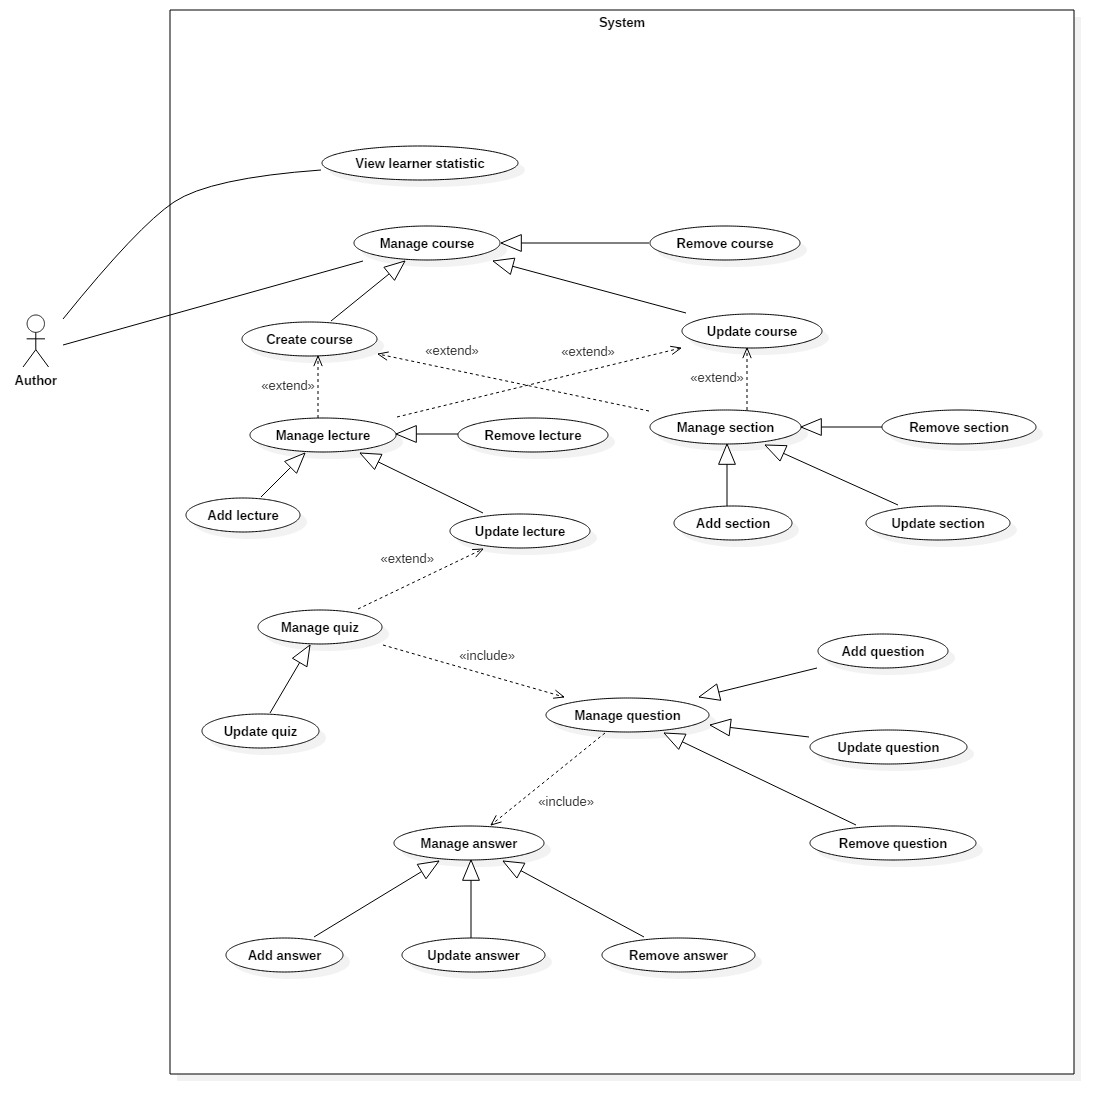 System
View learner statistic
Manage course
Remove course
Create course
Update course
«extend»
«extend»
«extend»
«extend»
Author
Manage lecture
Remove lecture
Manage section
Remove section
Add lecture
Update lecture
Add section
Update section
«extend»
Manage quiz
«include»
Add question
Manage question
Update quiz
Update question
«include»
Manage answer
Remove question
Add answer
Update answer
Remove answer